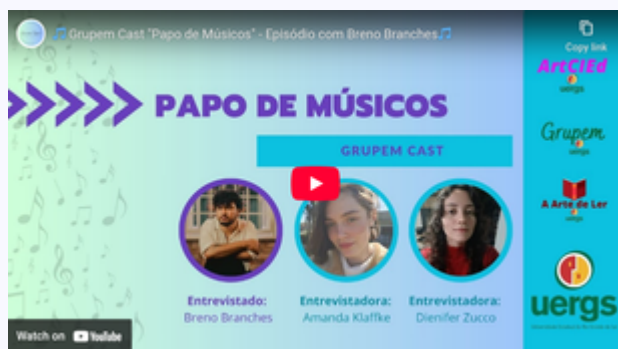 🎵Grupem Cast "Papo de Músicos" - Episódio com Breno Branches🎵
Copy link
PAPO DE MÚSICOS
GRUPEM CAST
Entrevistado:
Breno Branches
Entrevistadora:
Amanda Klaffke
Entrevistadora:
Dienifer Zucco
ArtCIEd
uergs
Grupem
uergs
A Arte de Ler
uergs
uergs
Watch on YouTube